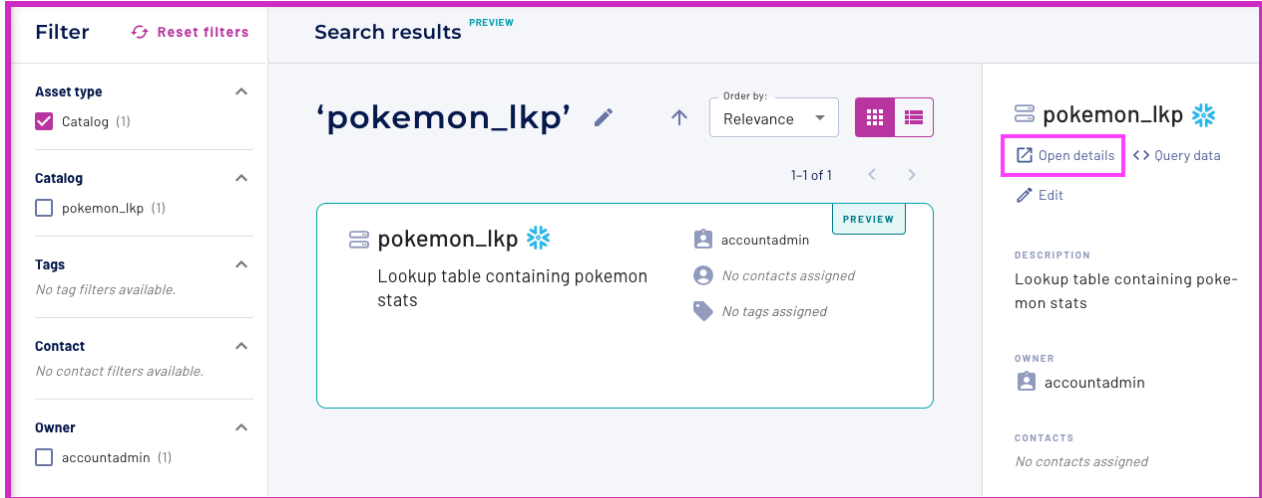 Filter
Reset filters
Asset type
Catalog (1)
Catalog
pokemon_lkp (1)
Tags
No tag filters available.
Contact
No contact filters available.
Owner
accountadmin (1)
Search results PREVIEW
‘pokemon_lkp’
Order by:
Relevance
1–1 of 1
PREVIEW
pokemon_lkp
Lookup table containing pokemon
stats
accountadmin
No contacts assigned
No tags assigned
pokemon_lkp
Open details
Query data
Edit
DESCRIPTION
Lookup table containing poke-
mon stats
OWNER
accountadmin
CONTACTS
No contacts assigned